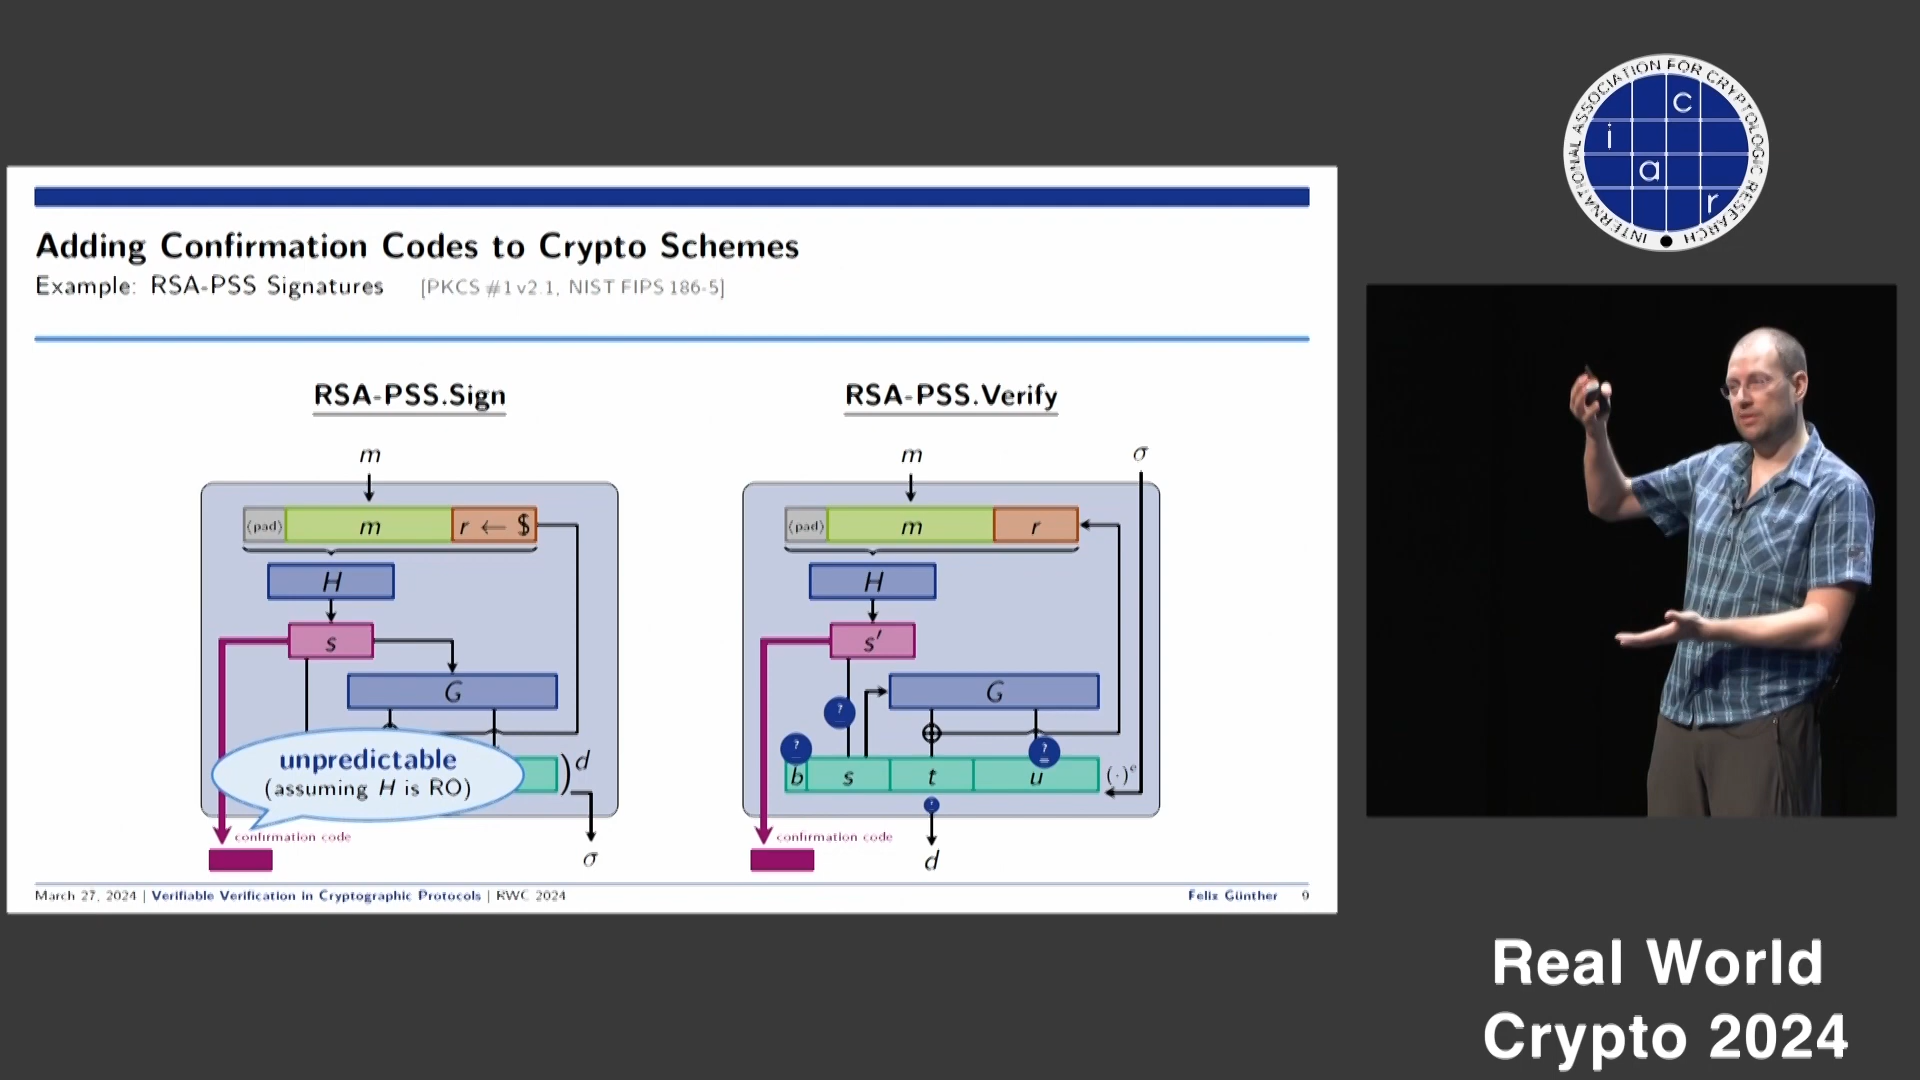 Adding Confirmation Codes to Crypto Schemes
Example: RSA-PSS Signatures [PKCS #1 v2.1, NIST FIPS 186-5]
RSA-PSS.Sign
m
⟨pad⟩ m r ← $
H
s
G
unpredictable
(assuming H is RO)
) d
confirmation code
σ
RSA-PSS.Verify
m σ
⟨pad⟩ m r
H
s′
G
?
?
?
=
b s t u (·)ᵉ
confirmation code
d
March 27, 2024 | Verifiable Verification in Cryptographic Protocols | RWC 2024
Felix Günther 9
INTERNATIONAL ASSOCIATION FOR CRYPTOLOGIC RESEARCH
c
i
a
r
Real World
Crypto 2024